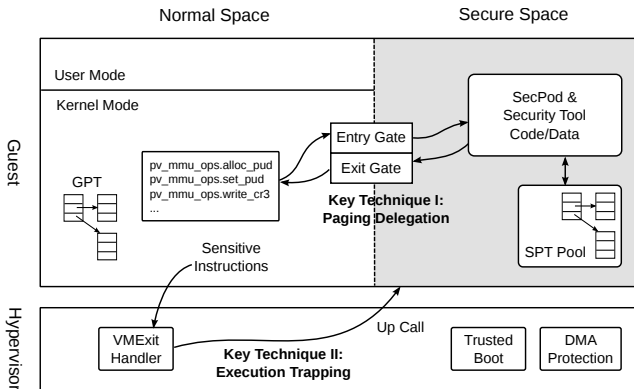 Normal Space
Secure Space
User Mode
Kernel Mode
Guest
SecPod &
Security Tool
Code/Data
Entry Gate
Exit Gate
pv_mmu_ops.alloc_pud
pv_mmu_ops.set_pud
pv_mmu_ops.write_cr3
...
GPT
Key Technique I:
Paging Delegation
SPT Pool
Sensitive
Instructions
Hypervisor
VMExit
Handler
Up Call
Key Technique II:
Execution Trapping
Trusted
Boot
DMA
Protection